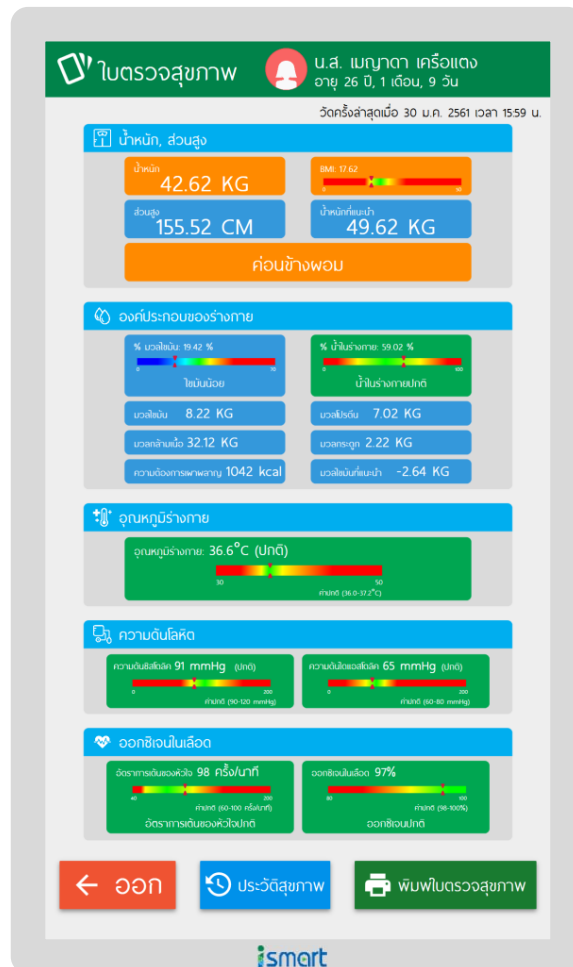 ใบตรวจสุขภาพ
น.ส. เมญาดา เครือแตง
อายุ 26 ปี, 1 เดือน, 9 วัน
วัดครั้งล่าสุดเมื่อ 30 ม.ค. 2561 เวลา 15:59 น.
น้ำหนัก, ส่วนสูง
น้ำหนัก
42.62 KG
BMI: 17.62
0 50
ส่วนสูง
155.52 CM
น้ำหนักที่แนะนำ
49.62 KG
ค่อนข้างผอม
องค์ประกอบของร่างกาย
% มวลไขมัน: 19.42 %
ไขมันน้อย
% น้ำในร่างกาย: 59.02 %
0 100
น้ำในร่างกายปกติ
มวลไขมัน 8.22 KG
มวลโปรตีน 7.02 KG
มวลกล้ามเนื้อ 32.12 KG
มวลกระดูก 2.22 KG
ความต้องการเผาผลาญ 1042 kcal
มวลไขมันที่แนะนำ -2.64 KG
อุณหภูมิร่างกาย
อุณหภูมิร่างกาย: 36.6°C (ปกติ)
30 50
ค่าปกติ (36.0-37.2°C)
ความดันโลหิต
ความดันซิสโตลิค 91 mmHg (ปกติ)
0 200
ค่าปกติ (90-120 mmHg)
ความดันไดแอสโตลิค 65 mmHg (ปกติ)
0 200
ค่าปกติ (60-80 mmHg)
ออกซิเจนในเลือด
อัตราการเต้นของหัวใจ 98 ครั้ง/นาที
40 200
ค่าปกติ (60-100 ครั้ง/นาที)
อัตราการเต้นของหัวใจปกติ
ออกซิเจนในเลือด 97%
80 100
ค่าปกติ (98-100%)
ออกซิเจนปกติ
ออก
ประวัติสุขภาพ
พิมพ์ใบตรวจสุขภาพ
ismart